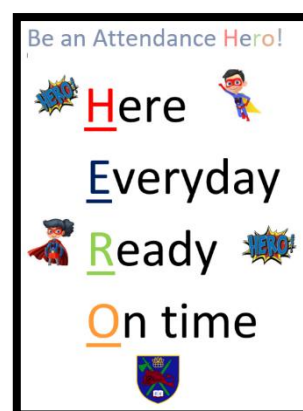 Be an Attendance Hero!
HERO!
Here
Everyday
Ready
HERO!
On time